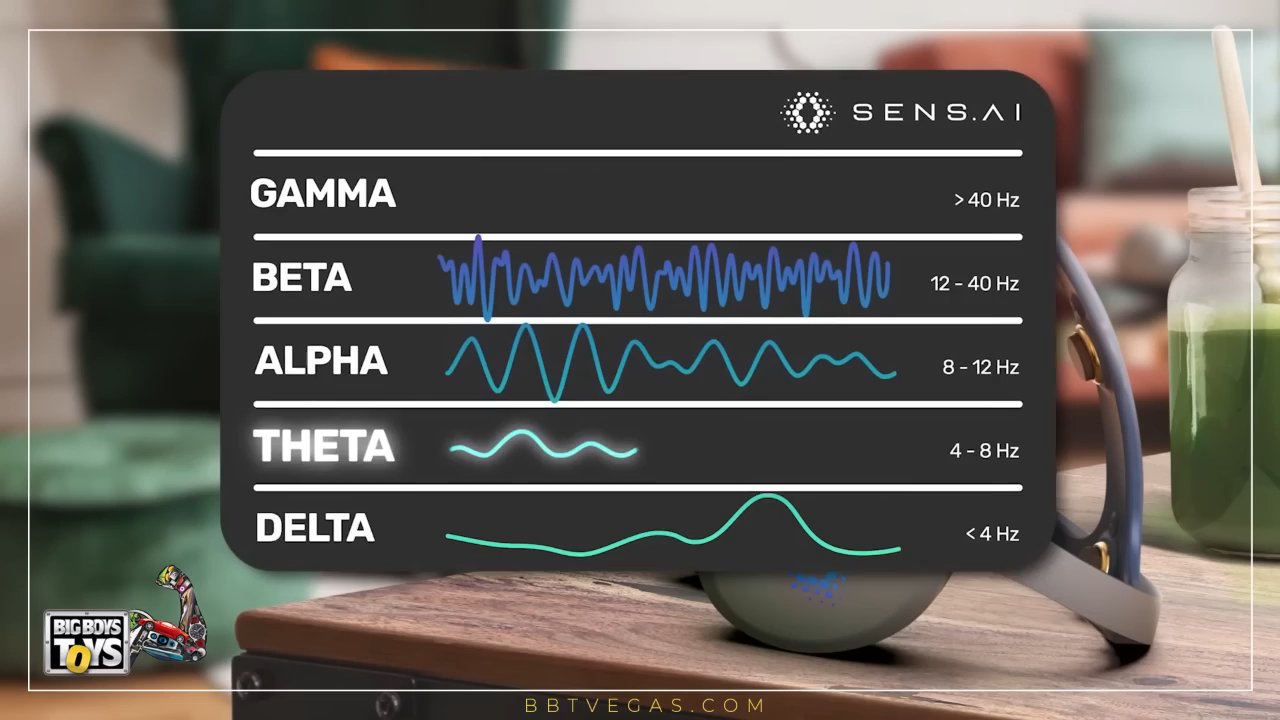 SENS.AI
GAMMA > 40 Hz
BETA 12 - 40 Hz
ALPHA 8 - 12 Hz
THETA 4 - 8 Hz
DELTA < 4 Hz
BIG BOYS
TOYS
BBTVEGAS.COM